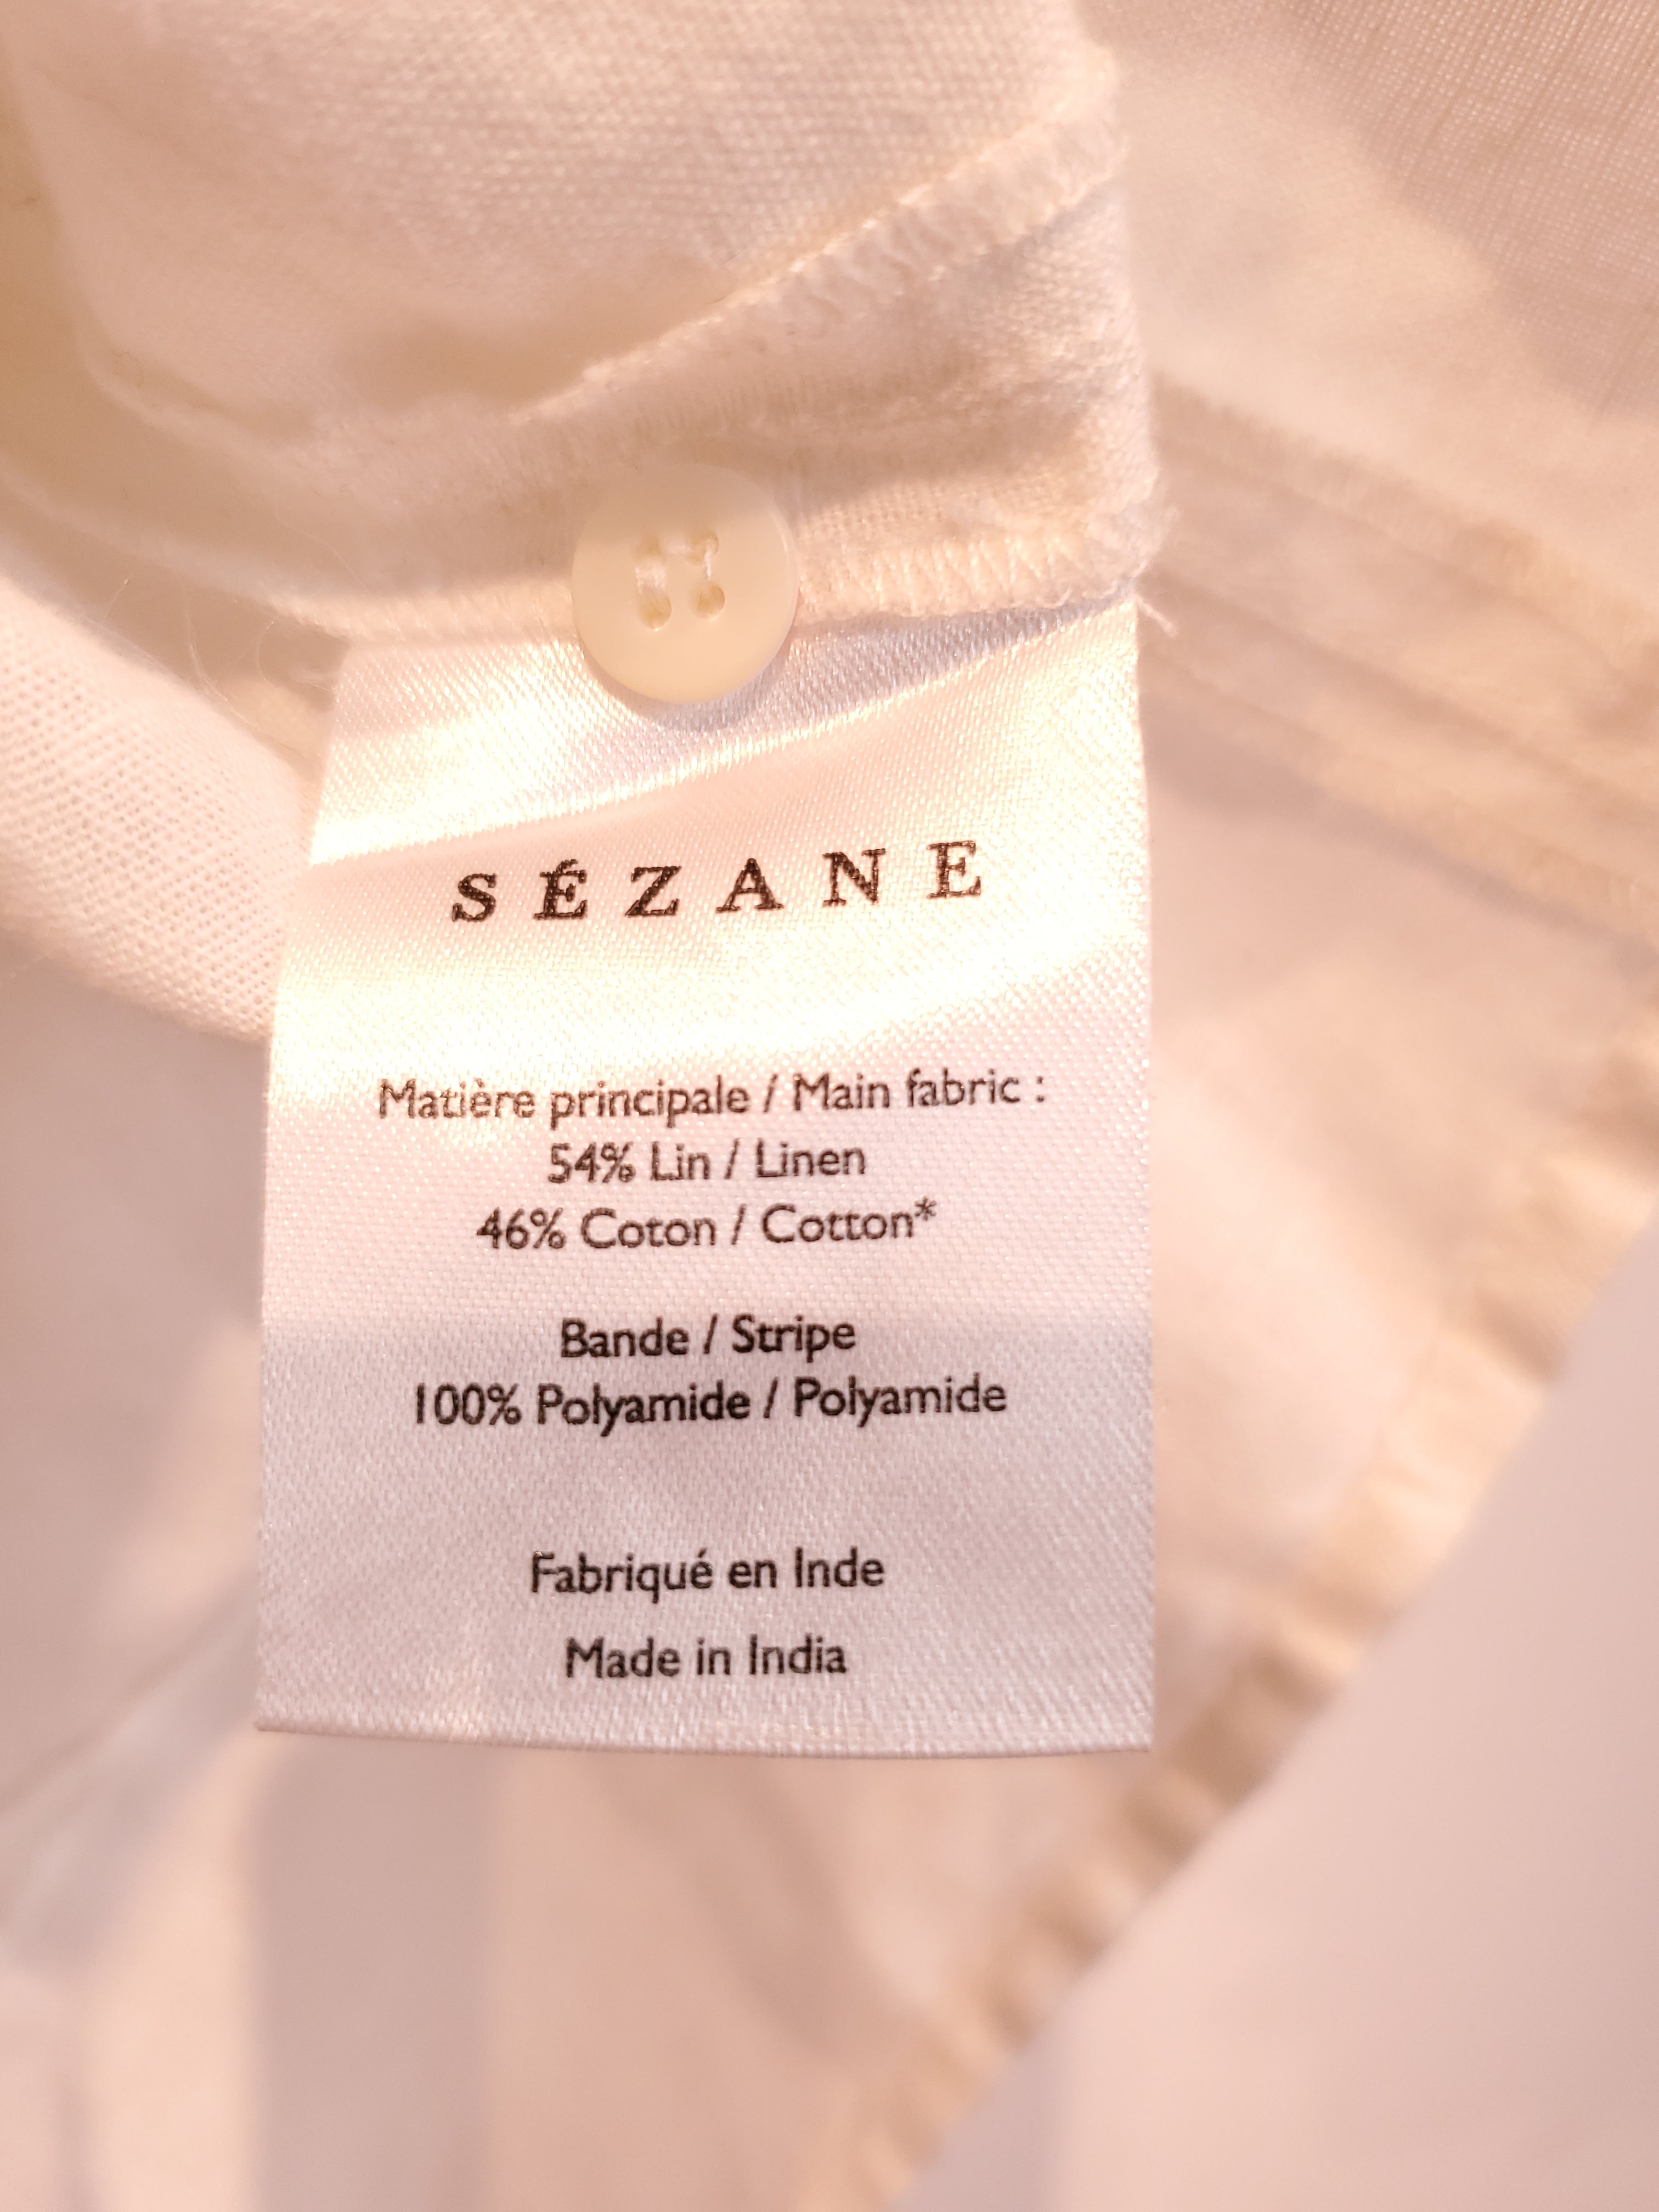 SÉZANE
Matière principale / Main fabric :
54% Lin / Linen
46% Coton / Cotton*
Bande / Stripe
100% Polyamide / Polyamide
Fabriqué en Inde
Made in India